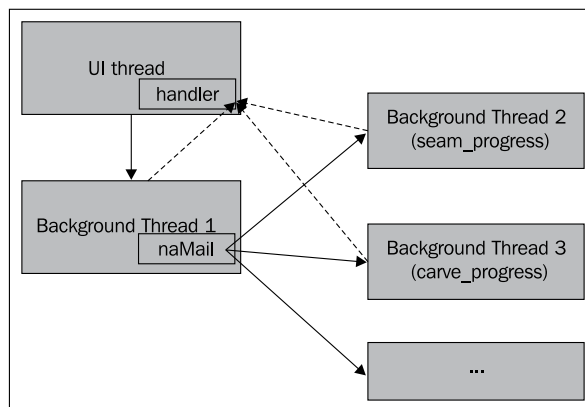 UI thread
handler
Background Thread 1
naMail
Background Thread 2
(seam_progress)
Background Thread 3
(carve_progress)
...